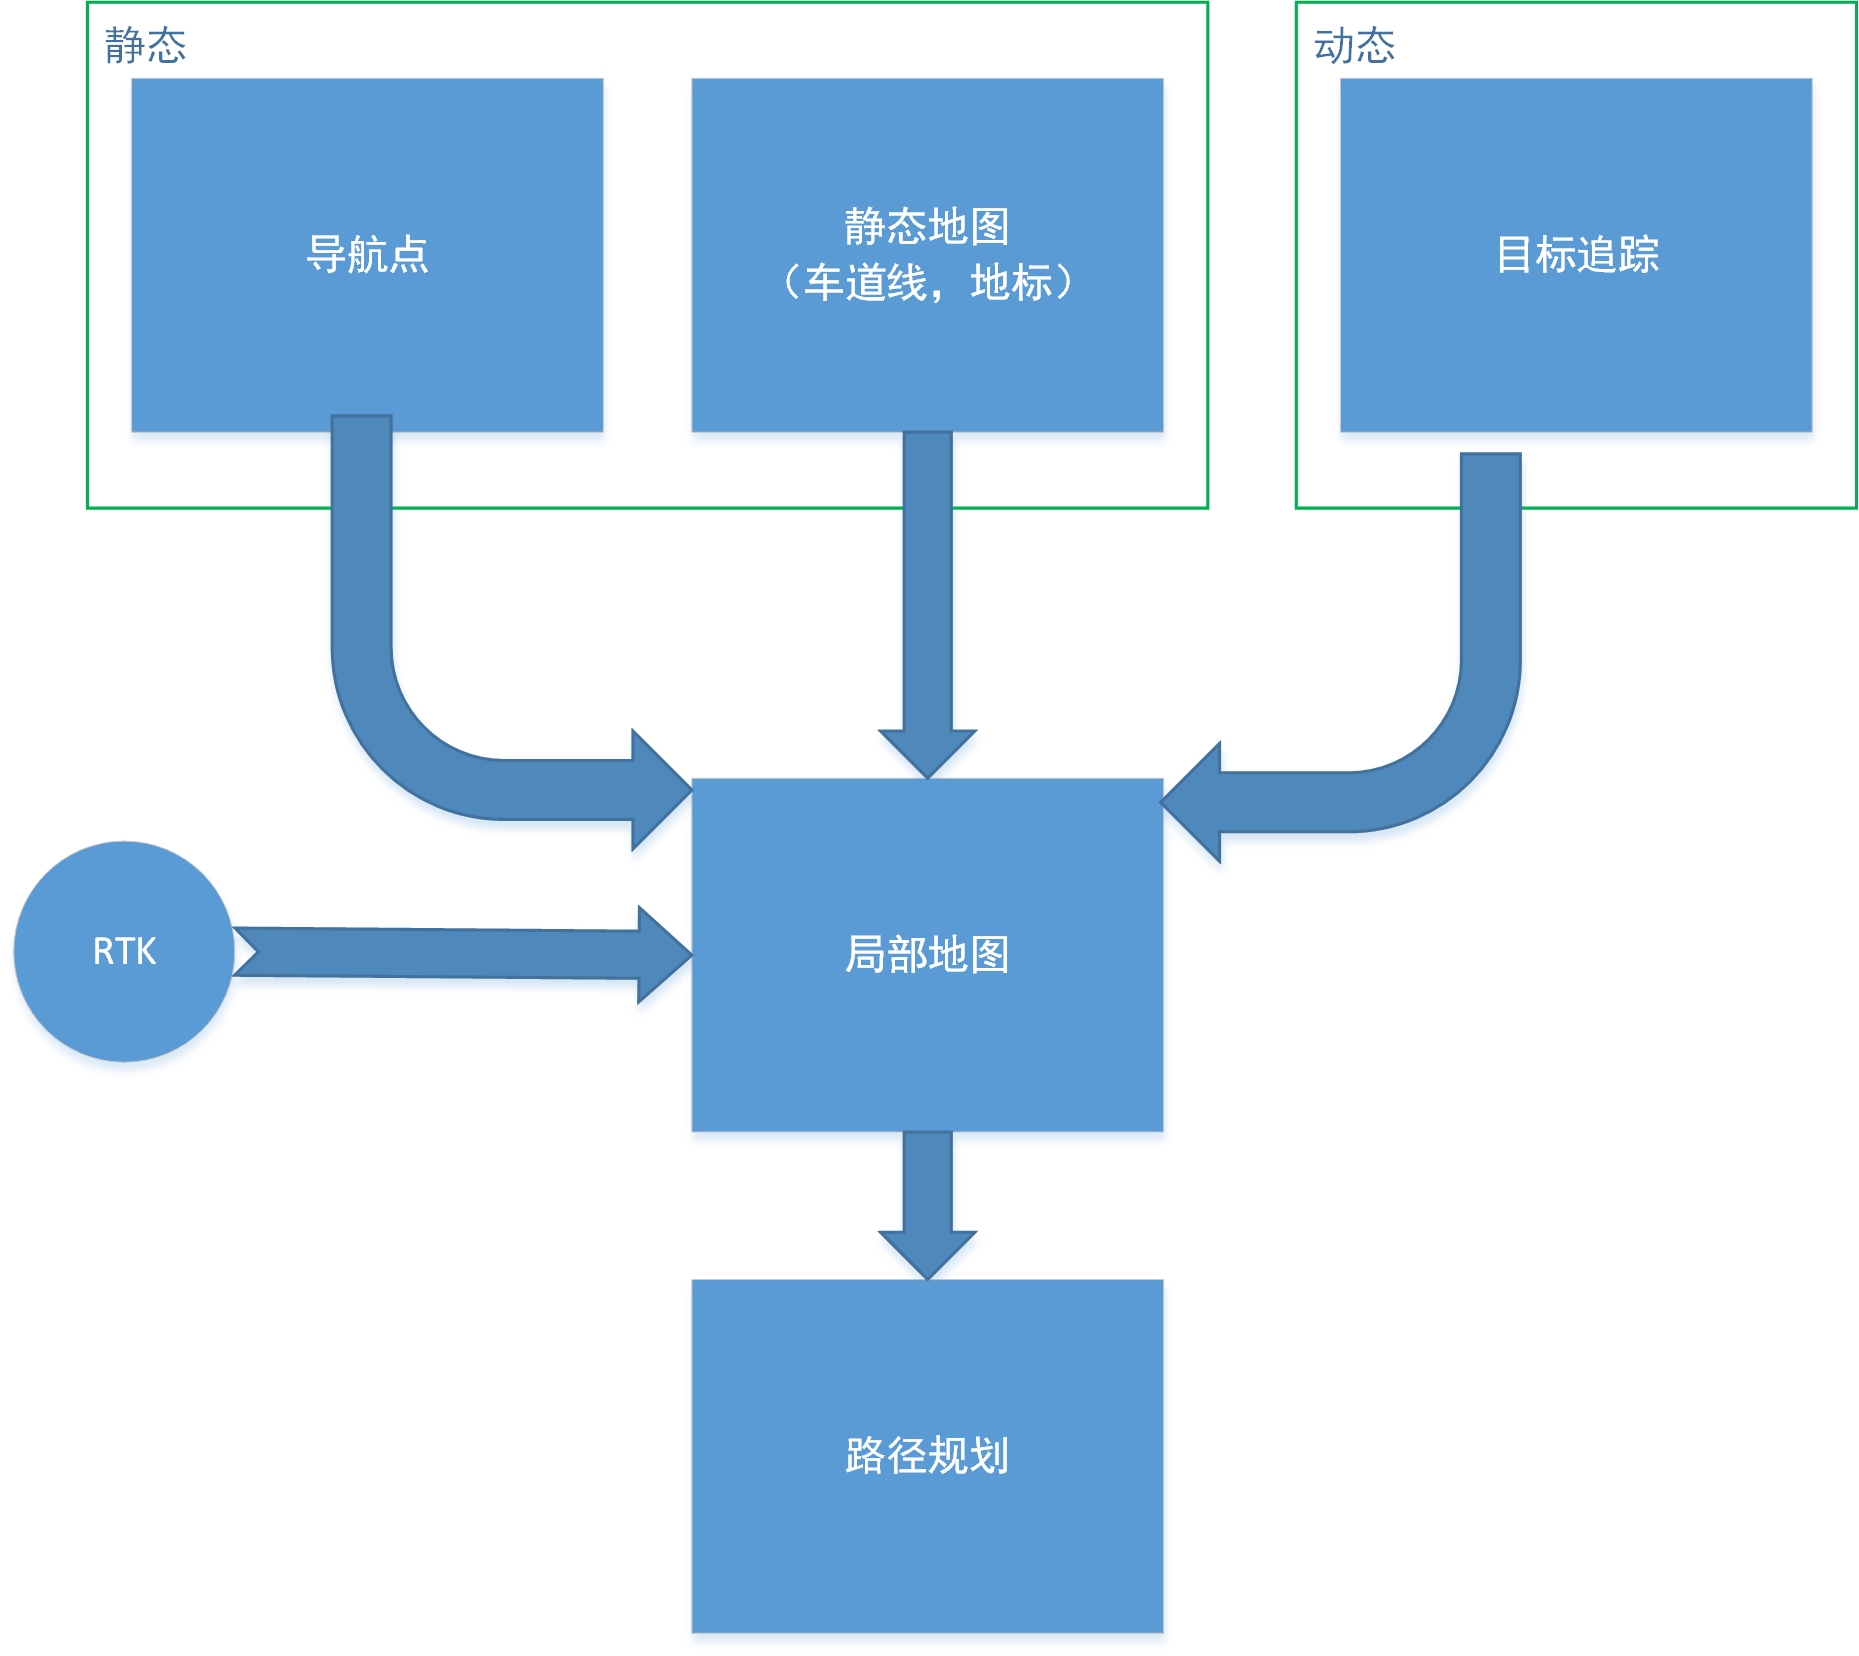 静态
动态
导航点
静态地图
（车道线，地标）
目标追踪
RTK
局部地图
路径规划